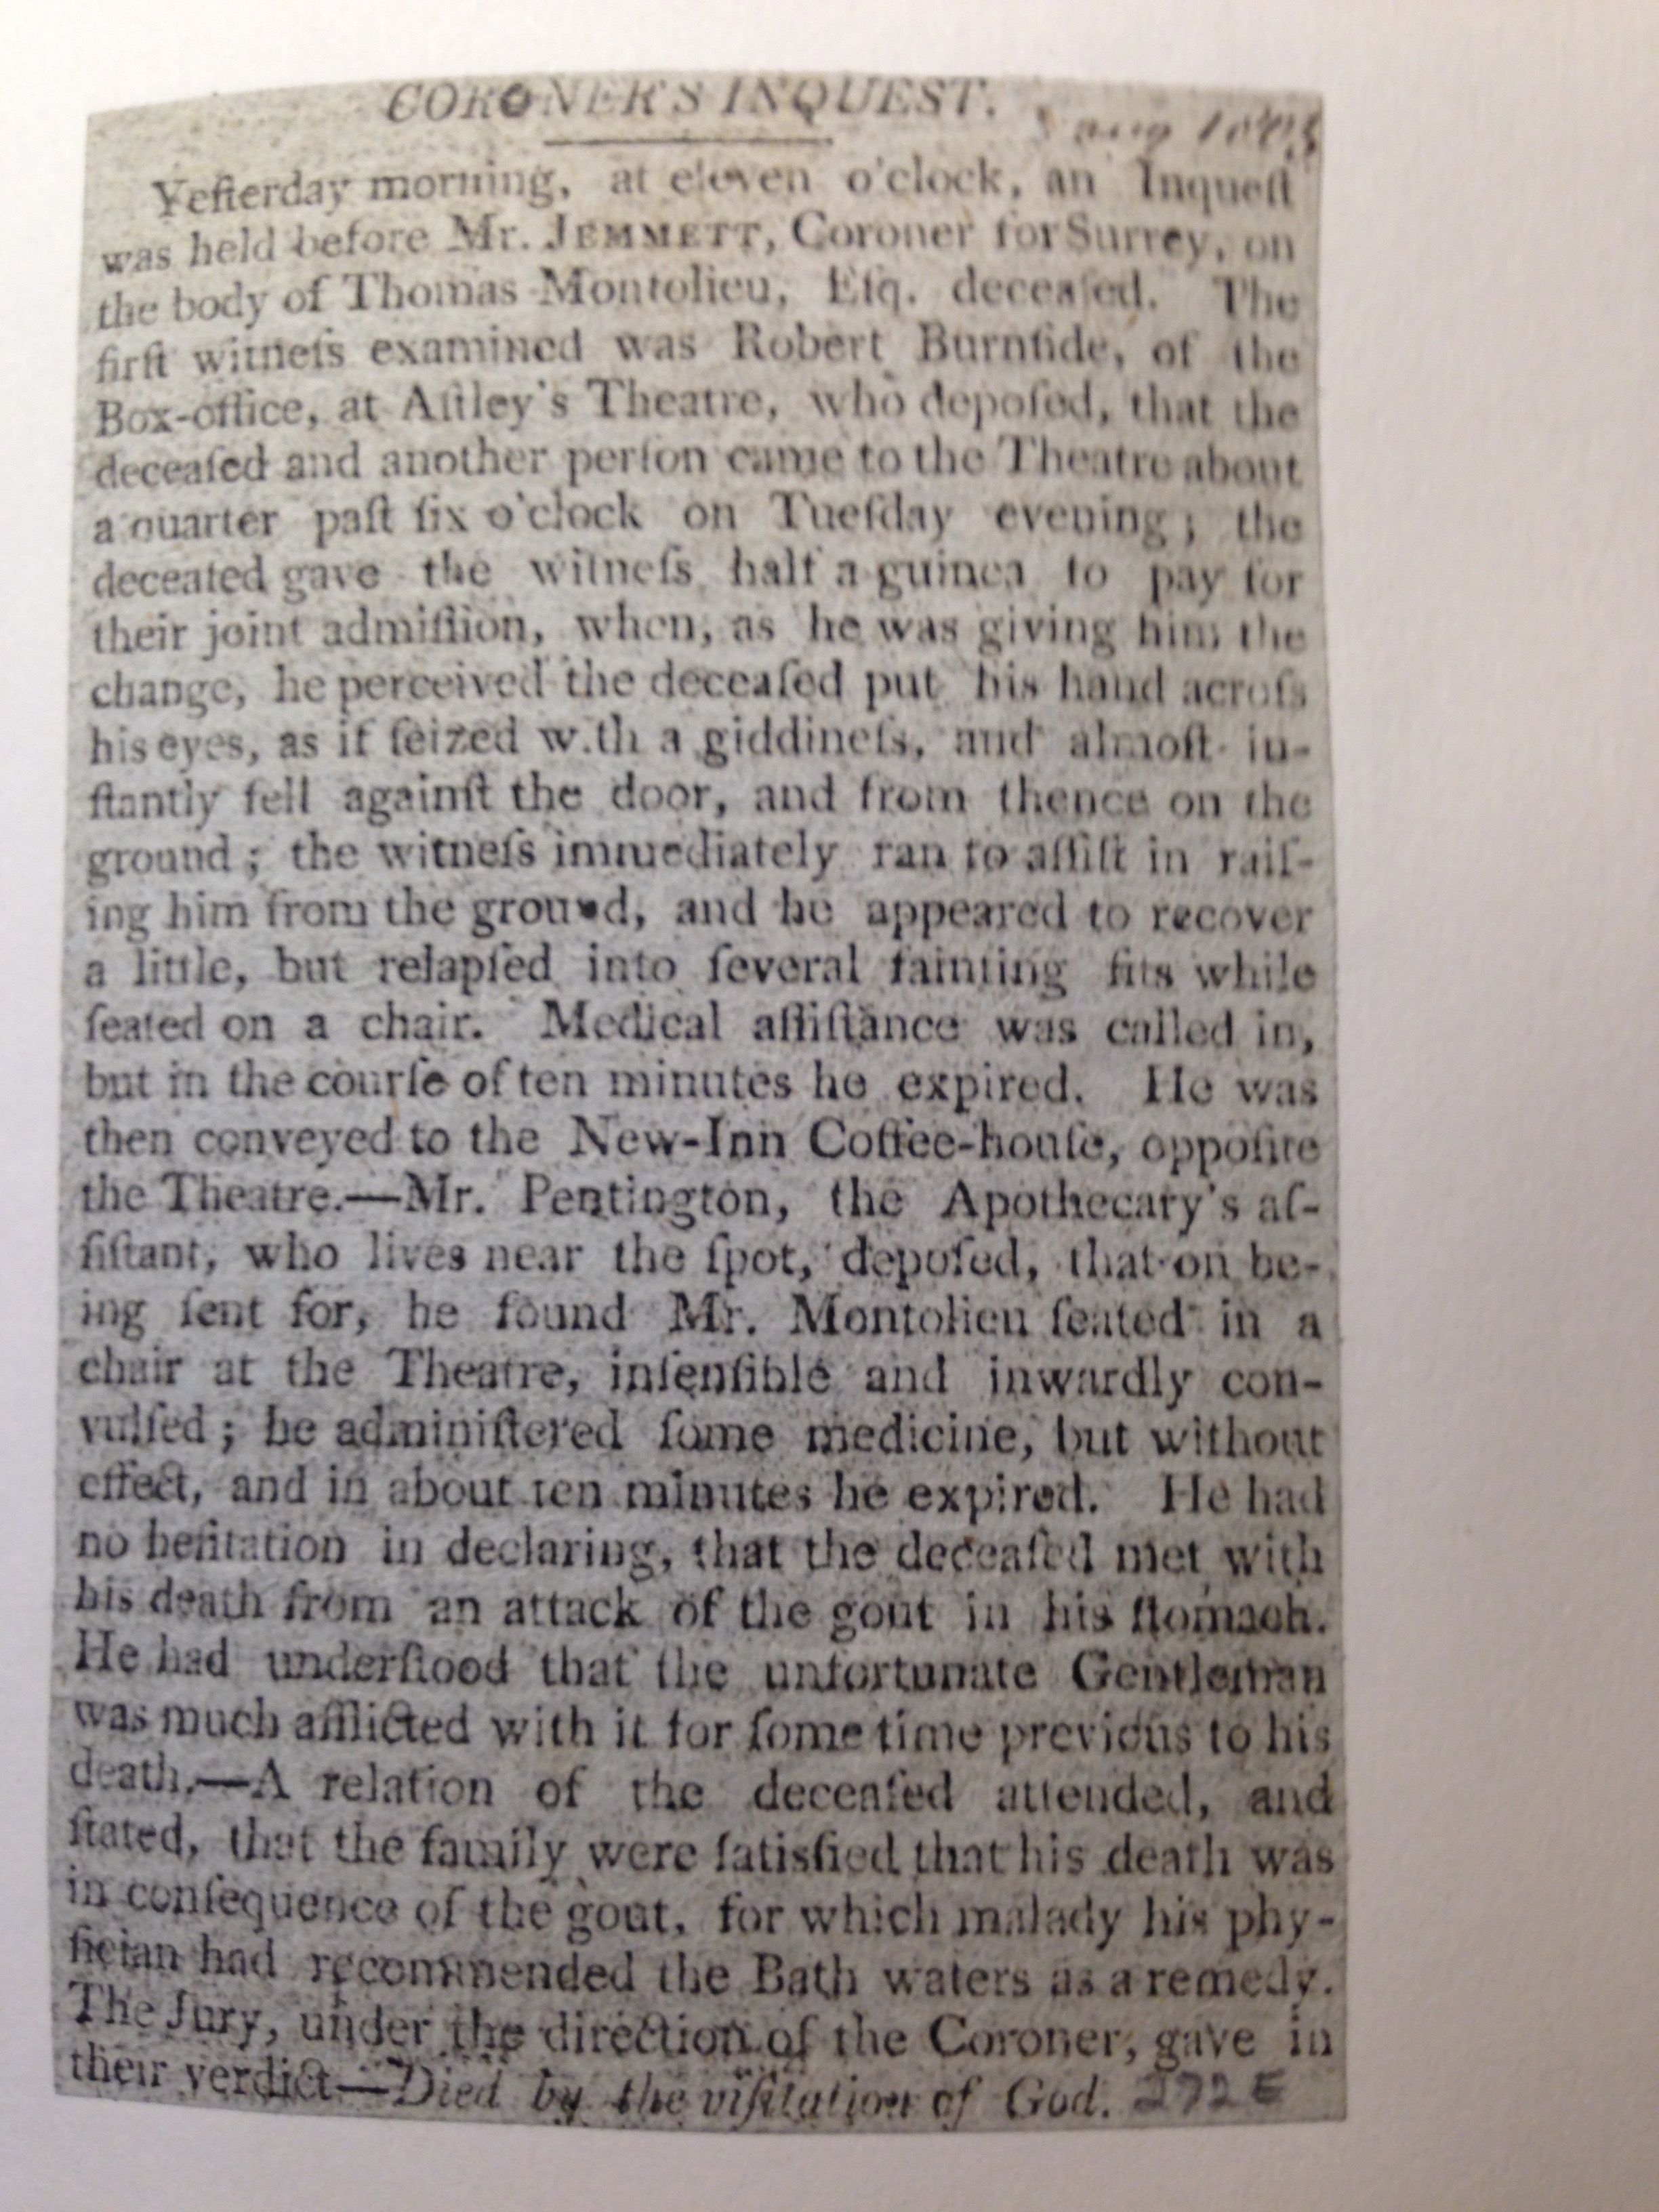 CORONER'S INQUEST.
aug
Yeſterday morning, at eleven o'clock, an Inqueſt
was held before Mr. JEMMETT, Coroner for Surrey, on
the body of Thomas Montolieu, Eſq. deceaſed. The
firſt witneſs examined was Robert Burnſide, of the
Box-office, at Aſtley's Theatre, who depoſed, that the
deceaſed and another perſon came to the Theatre about
a quarter paſt ſix o'clock on Tueſday evening; the
deceaſed gave the witneſs half a guinea to pay for
their joint admiſſion, when, as he was giving him the
change, he perceived the deceaſed put his hand acroſs
his eyes, as if ſeized w.th a giddineſs, and almoſt in-
ſtantly fell againſt the door, and from thence on the
ground; the witneſs immediately ran to aſſiſt in raiſ-
ing him from the ground, and he appeared to recover
a little, but relapſed into ſeveral fainting fits while
ſeated on a chair. Medical aſſiſtance was called in,
but in the courſe of ten minutes he expired. He was
then conveyed to the New-Inn Coffee-houſe, oppoſite
the Theatre.—Mr. Pentington, the Apothecary's aſ-
ſiſtant, who lives near the ſpot, depoſed, that on be-
ing ſent for, he found Mr. Montolieu ſeated in a
chair at the Theatre, inſenſible and inwardly con-
vulſed; he adminiſtered ſome medicine, but without
effect, and in about ten minutes he expired. He had
no heſitation in declaring, that the deceaſed met with
his death from an attack of the gout in his ſtomach.
He had underſtood that the unfortunate Gentleman
was much afflicted with it for ſome time previous to his
death.—A relation of the deceaſed attended, and
ſtated, that the family were ſatisfied that his death was
in conſequence of the gout, for which malady his phy-
ſician had recommended the Bath waters as a remedy.
The Jury, under the direction of the Coroner, gave in
their verdict—Died by the viſitation of God. 272E